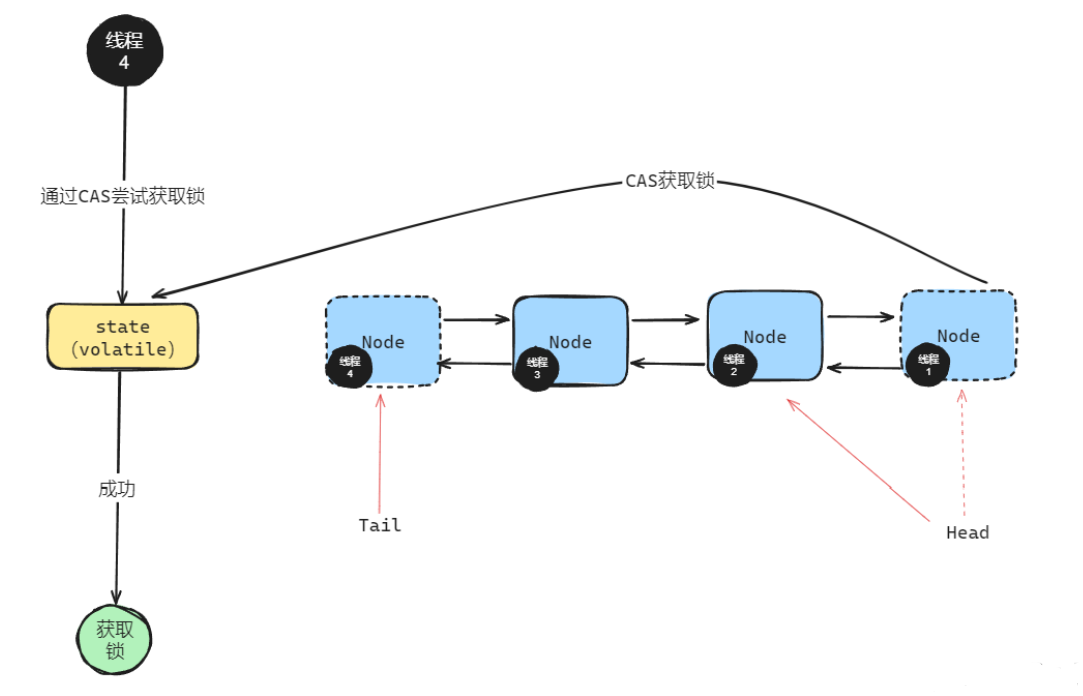 线程
4
通过CAS尝试获取锁
CAS获取锁
state
(volatile)
Node
线程
4
Node
线程
3
Node
线程
2
Node
线程
1
成功
Tail
Head
获取
锁